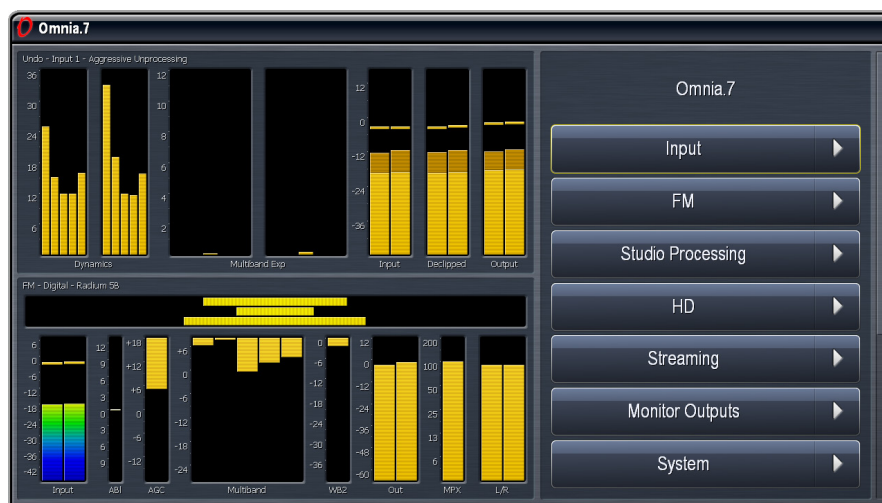 Omnia.7
Undo - Input 1 - Aggressive Unprocessing
36 30 24 18 12 6
12 10 8 6 4 2
12 0 -12 -24 -36
Dynamics Multiband Exp Input Declipped Output
FM - Digital - Radium 5B
6 0 -6 -12 -18 -24 -30 -36 -42
12 9 6 3 0 3 6 9
+18 +12 +6 0 -6 -12
+6 0 -6 -12 -18 -24
0 -6 -12 -18 -24 -30 -36
12 0 -12 -24 -36 -48 -60
200 100 50 25 13 6
Input ABI AGC Multiband WB2 Out MPX L/R
Omnia.7
Input
FM
Studio Processing
HD
Streaming
Monitor Outputs
System